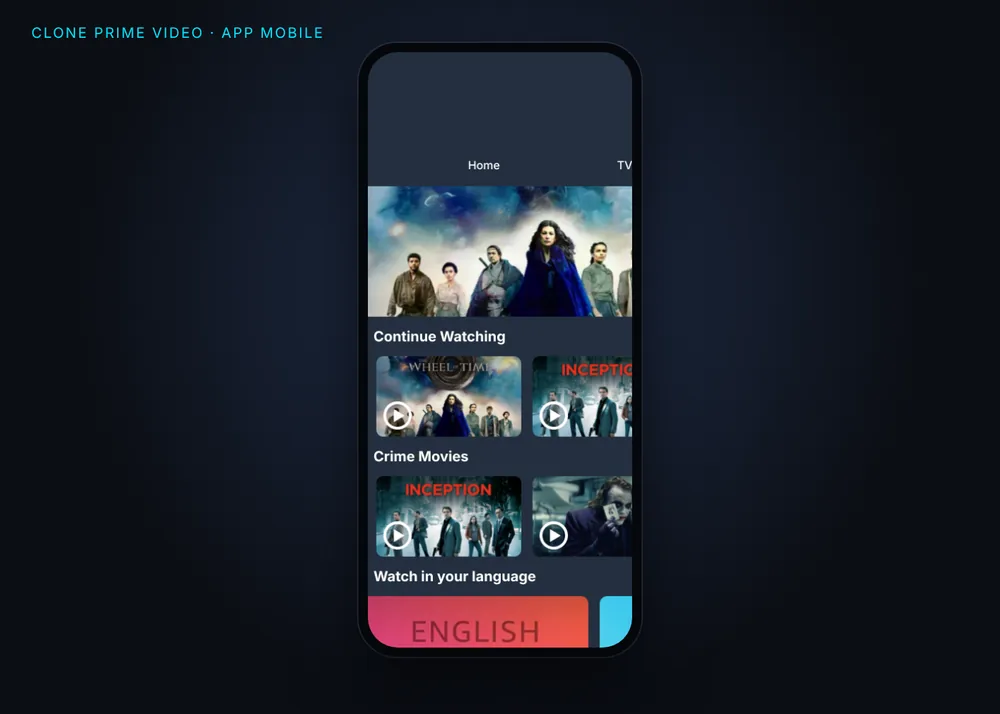 CLONE PRIME VIDEO · APP MOBILE
Home TV
Continue Watching
WHEEL OF TIME
INCEPTIO
Crime Movies
INCEPTION
Watch in your language
ENGLISH